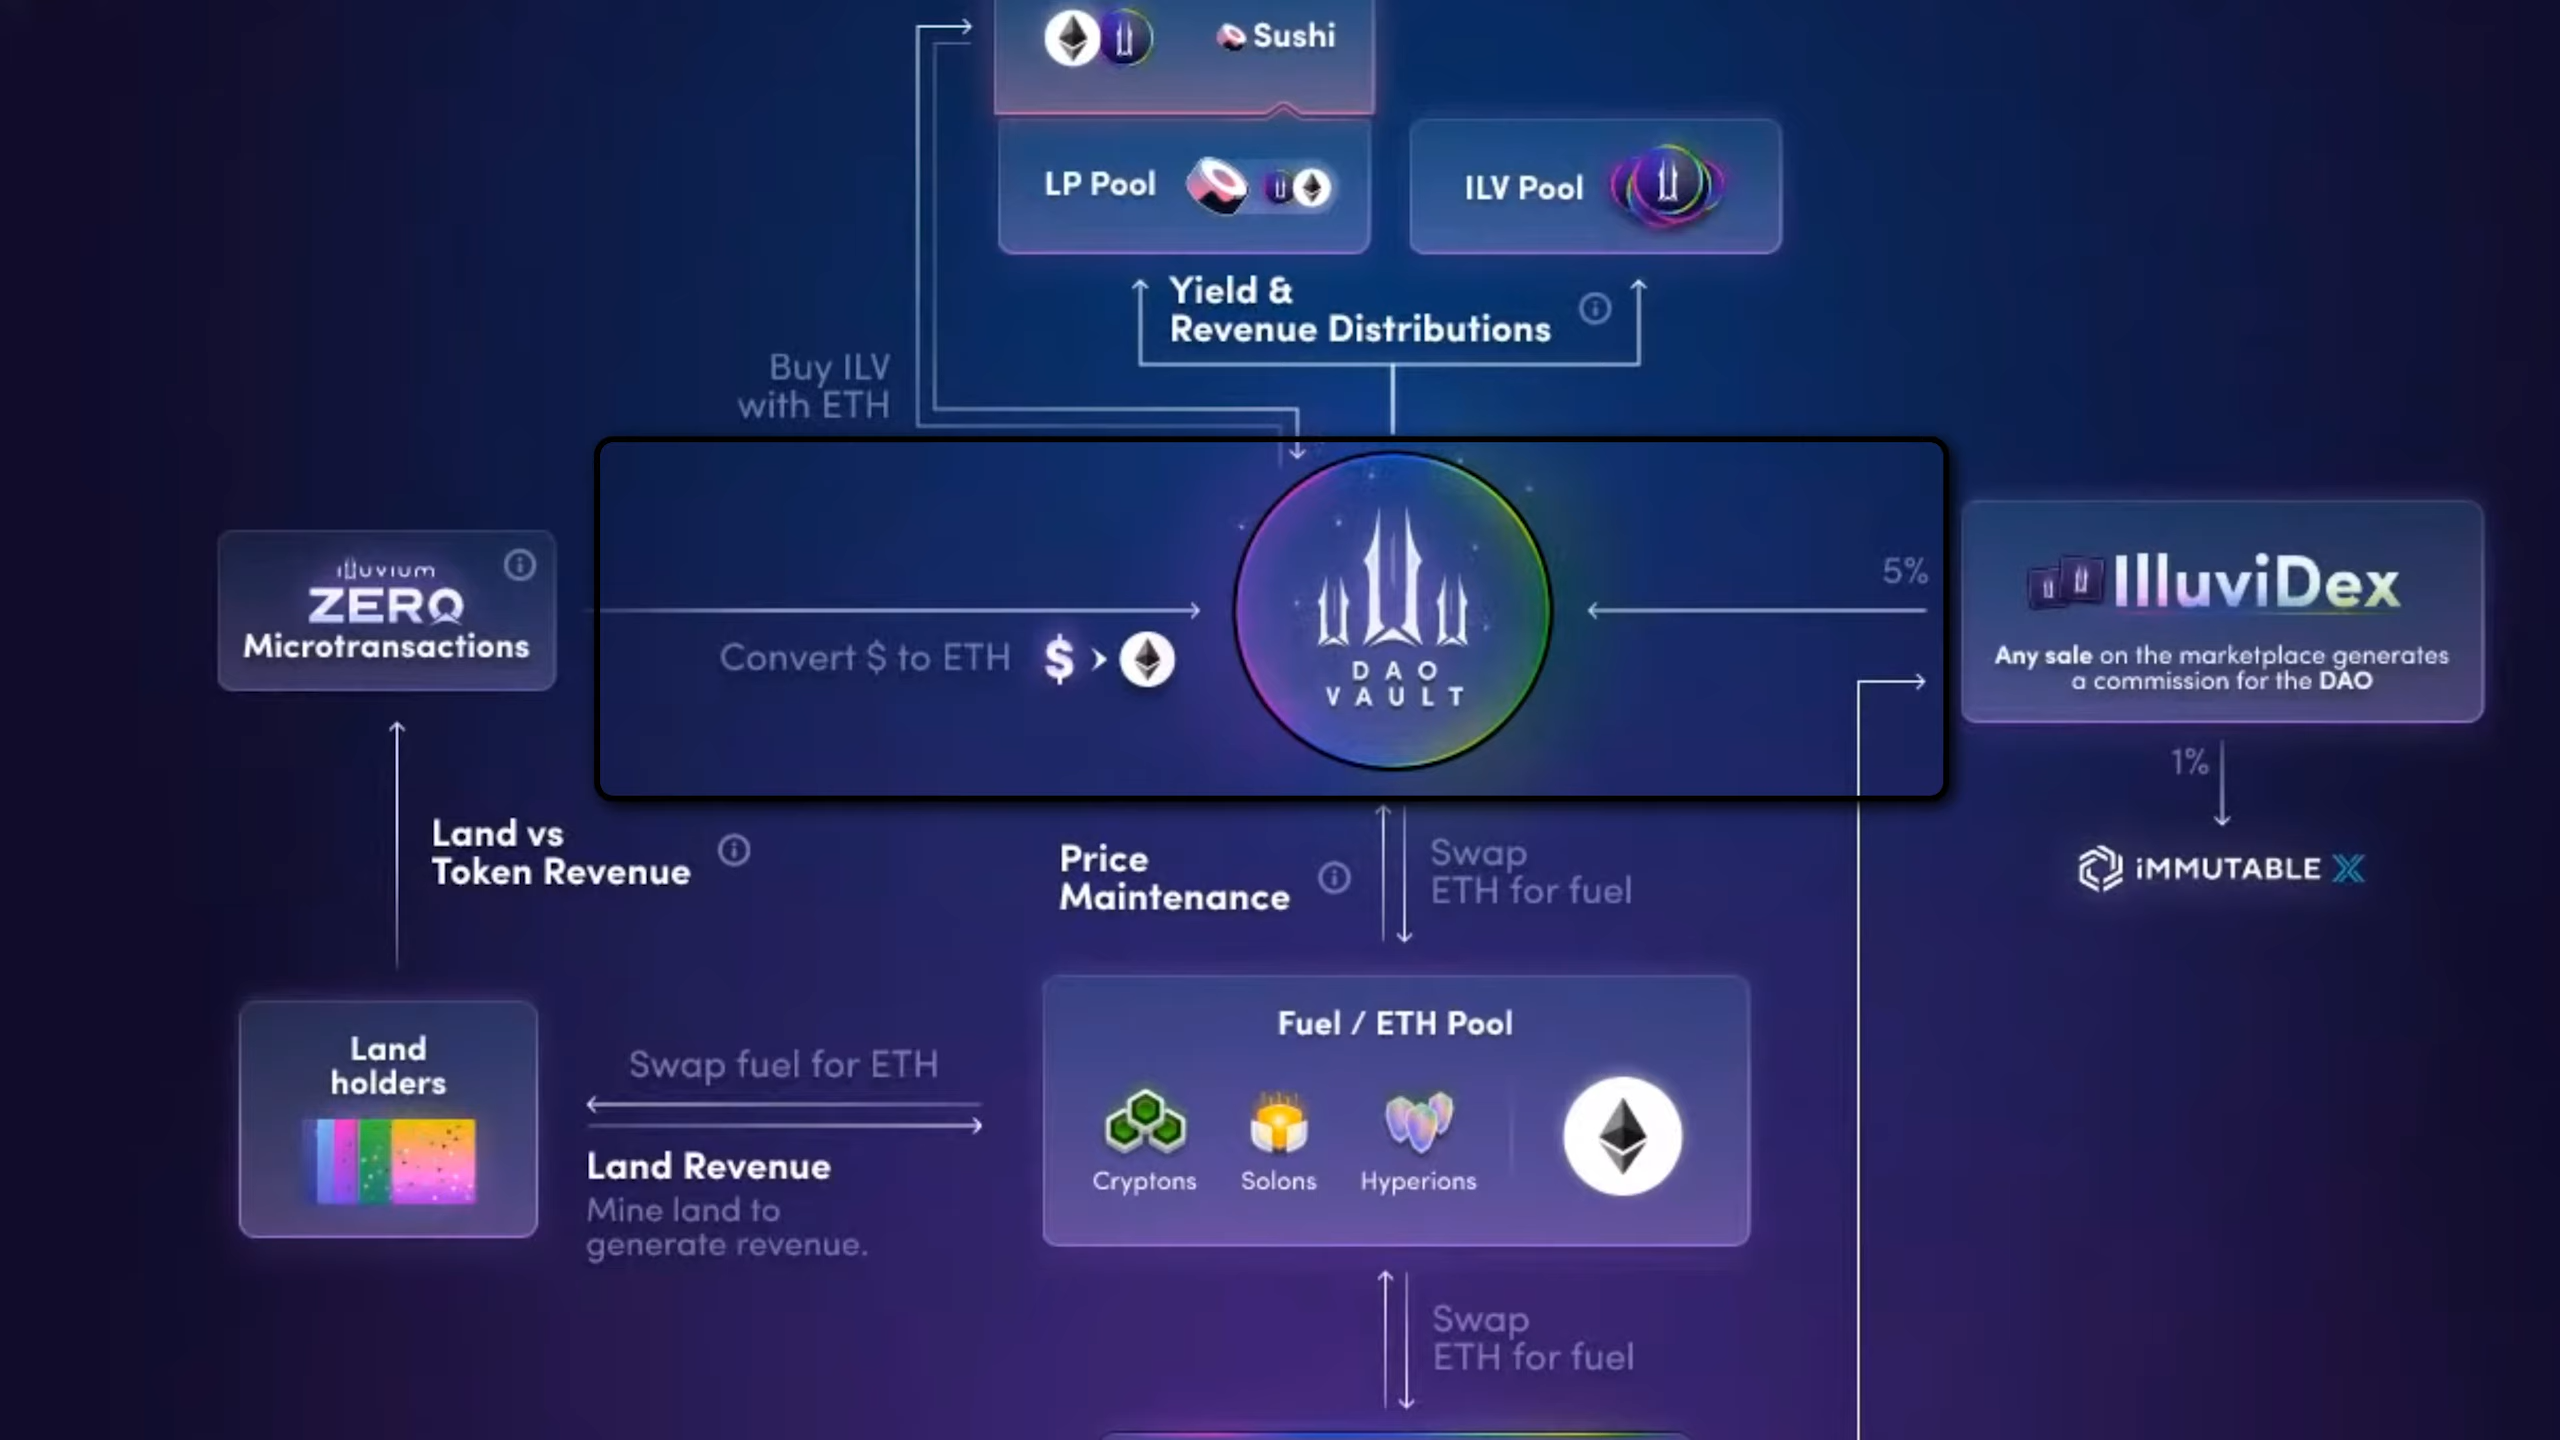 Sushi
LP Pool
ILV Pool
Yield &
Revenue Distributions
Buy ILV
with ETH
illuvium
ZERO
Microtransactions
Convert $ to ETH
$
DAO
VAULT
5%
IlluviDex
Any sale on the marketplace generates
a commission for the DAO
1%
iMMUTABLE X
Land vs
Token Revenue
Price
Maintenance
Swap
ETH for fuel
Land
holders
Swap fuel for ETH
Land Revenue
Mine land to
generate revenue.
Fuel / ETH Pool
Cryptons
Solons
Hyperions
Swap
ETH for fuel